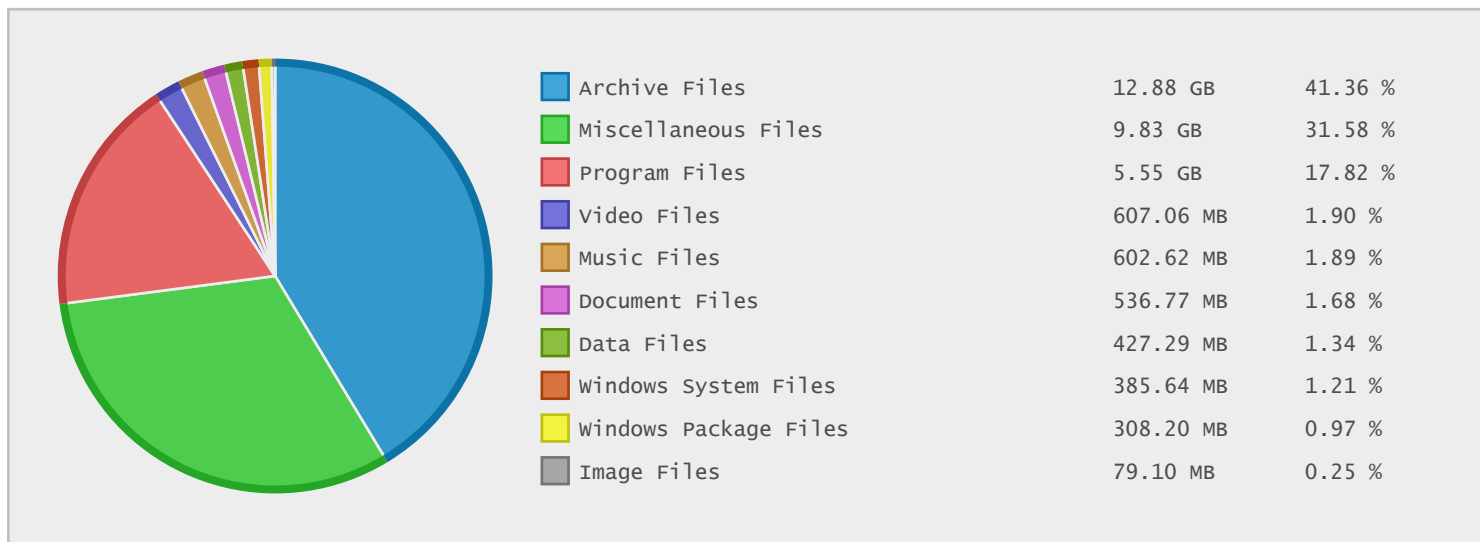 Archive Files 12.88 GB 41.36 %
Miscellaneous Files 9.83 GB 31.58 %
Program Files 5.55 GB 17.82 %
Video Files 607.06 MB 1.90 %
Music Files 602.62 MB 1.89 %
Document Files 536.77 MB 1.68 %
Data Files 427.29 MB 1.34 %
Windows System Files 385.64 MB 1.21 %
Windows Package Files 308.20 MB 0.97 %
Image Files 79.10 MB 0.25 %